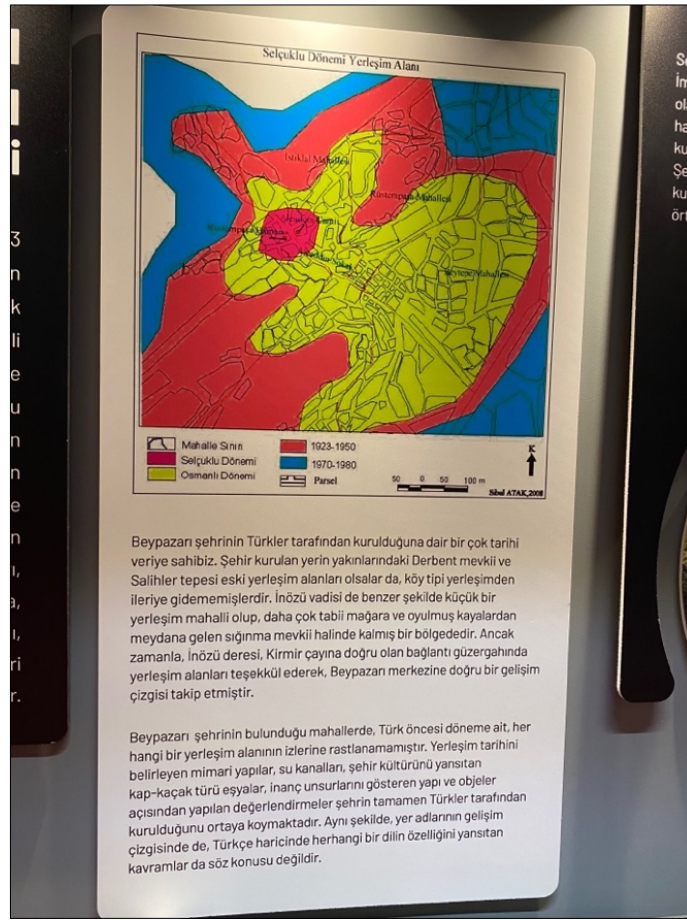 Selçuklu Dönemi Yerleşim Alanı
İstiklal Mahallesi
Rüstempaşa Mahallesi
Beytepe Mahallesi
Mahalle Sınırı
Selçuklu Dönemi
Osmanlı Dönemi
1923-1950
1970-1980
Parsel
K
50 0 50 100 m
Sibel ATAK, 2008
Beypazarı şehrinin Türkler tarafından kurulduğuna dair bir çok tarihi
veriye sahibiz. Şehir kurulan yerin yakınlarındaki Derbent mevkii ve
Salihler tepesi eski yerleşim alanları olsalar da, köy tipi yerleşimden
ileriye gidememişlerdir. İnözü vadisi de benzer şekilde küçük bir
yerleşim mahalli olup, daha çok tabii mağara ve oyulmuş kayalardan
meydana gelen sığınma mevkii halinde kalmış bir bölgededir. Ancak
zamanla, İnözü deresi, Kirmir çayına doğru olan bağlantı güzergahında
yerleşim alanları teşekkül ederek, Beypazarı merkezine doğru bir gelişim
çizgisi takip etmiştir.
Beypazarı şehrinin bulunduğu mahallerde, Türk öncesi döneme ait, her
hangi bir yerleşim alanının izlerine rastlanamamıştır. Yerleşim tarihini
belirleyen mimari yapılar, su kanalları, şehir kültürünü yansıtan
kap-kaçak türü eşyalar, inanç unsurlarını gösteren yapı ve objeler
açısından yapılan değerlendirmeler şehrin tamamen Türkler tarafından
kurulduğunu ortaya koymaktadır. Aynı şekilde, yer adlarının gelişim
çizgisinde de, Türkçe haricinde herhangi bir dilin özelliğini yansıtan
kavramlar da söz konusu değildir.